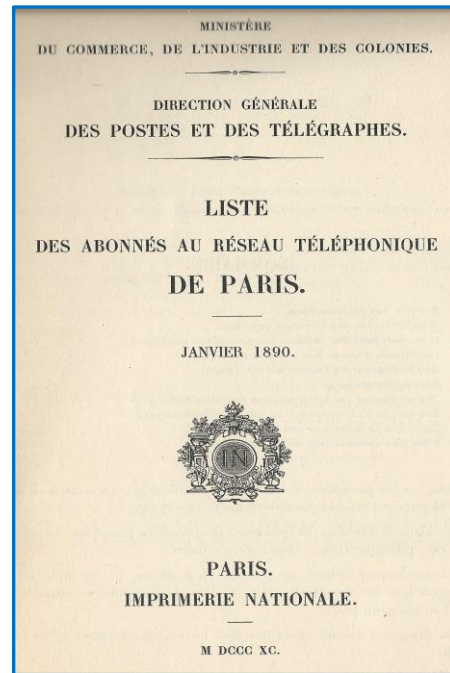 MINISTÈRE
DU COMMERCE, DE L'INDUSTRIE ET DES COLONIES.
DIRECTION GÉNÉRALE
DES POSTES ET DES TÉLÉGRAPHES.
LISTE
DES ABONNÉS AU RÉSEAU TÉLÉPHONIQUE
DE PARIS.
JANVIER 1890.
IN
PARIS.
IMPRIMERIE NATIONALE.
M DCCC XC.